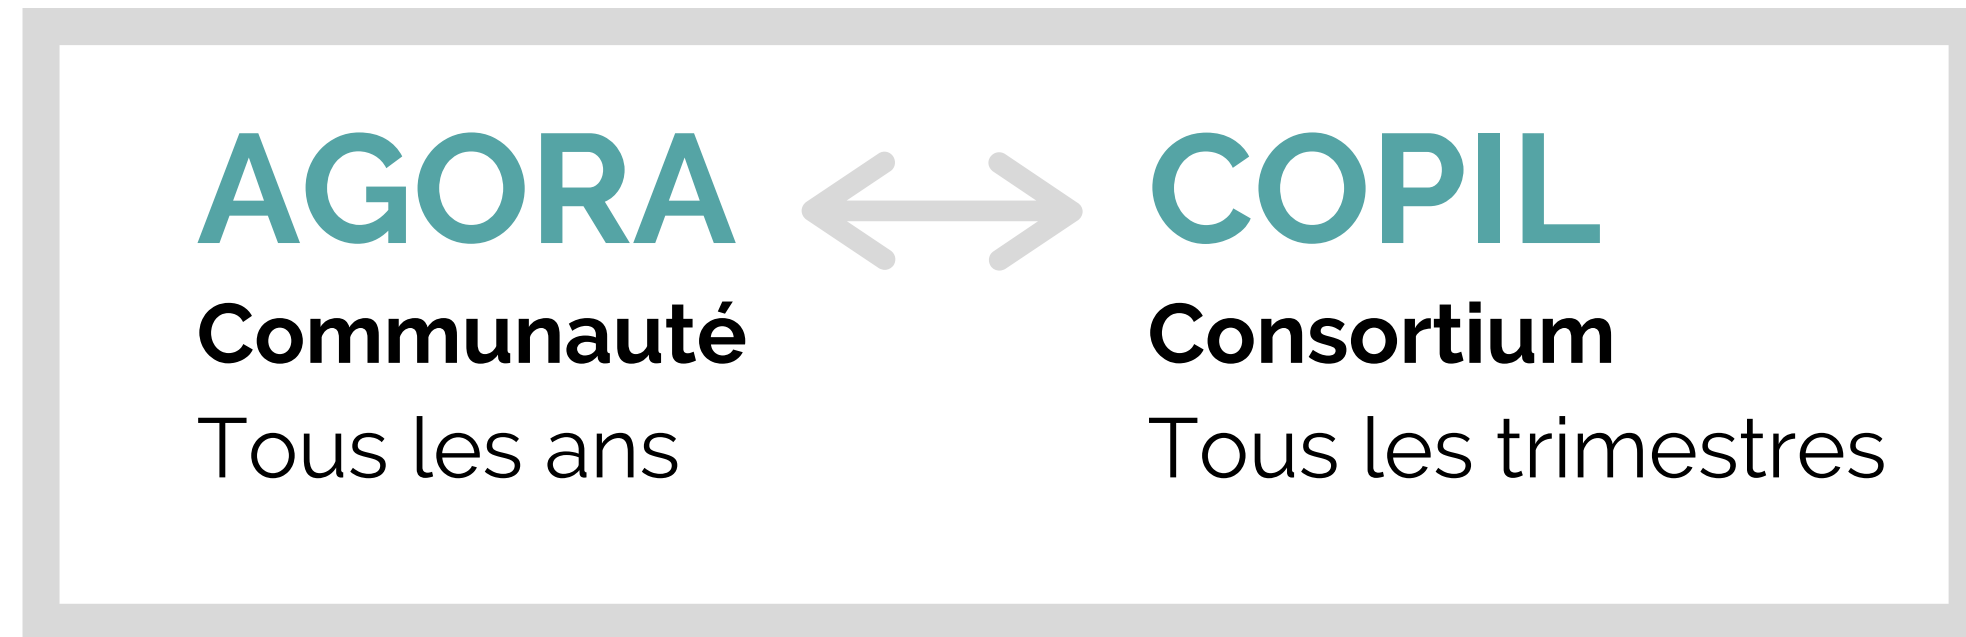 AGORA
Communauté
Tous les ans
COPIL
Consortium
Tous les trimestres